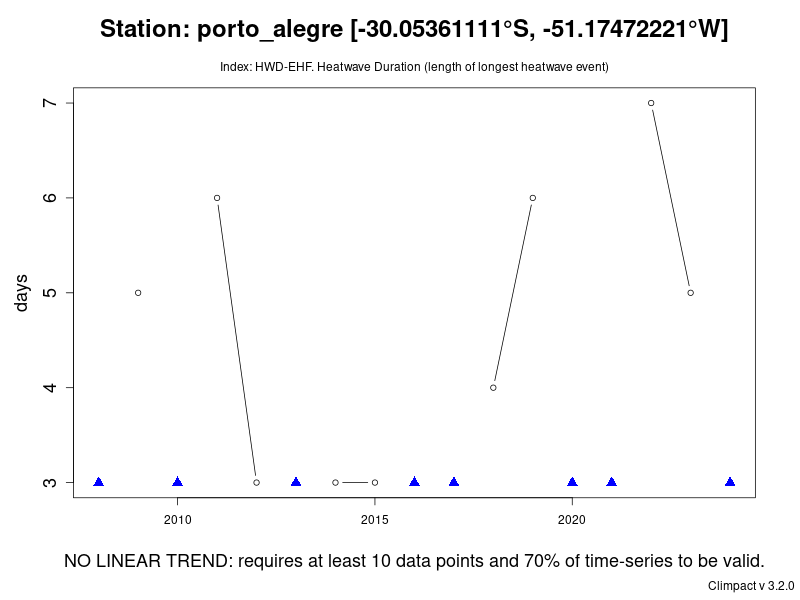 Station: porto_alegre [-30.05361111°S, -51.17472221°W]
Index: HWD-EHF. Heatwave Duration (length of longest heatwave event)
days
7
6
5
4
3
2010 2015 2020
NO LINEAR TREND: requires at least 10 data points and 70% of time-series to be valid.
Climpact v 3.2.0